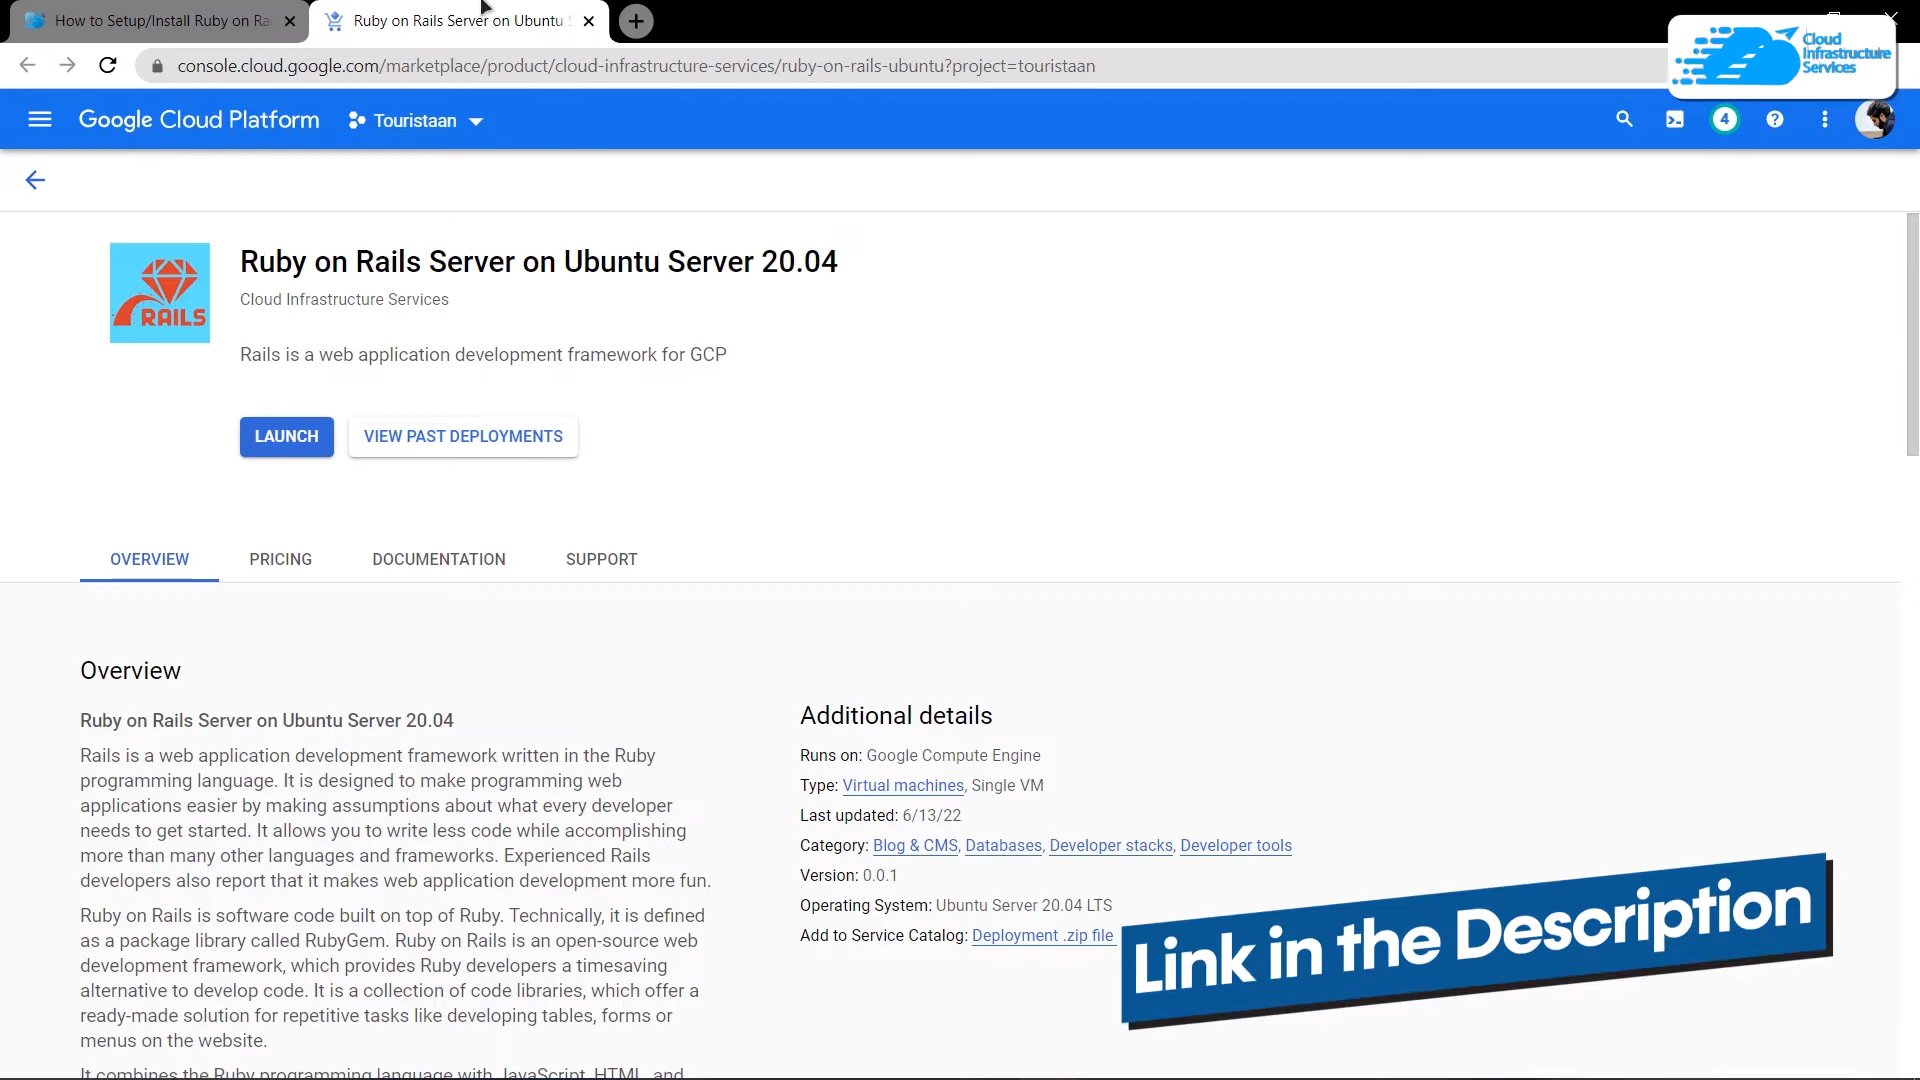 How to Setup/Install Ruby on Ra
Ruby on Rails Server on Ubuntu S
console.cloud.google.com/marketplace/product/cloud-infrastructure-services/ruby-on-rails-ubuntu?project=touristaan
Cloud
Infrastructure
Services
Google Cloud Platform
Touristaan
4
Ruby on Rails Server on Ubuntu Server 20.04
Cloud Infrastructure Services
RAILS
Rails is a web application development framework for GCP
LAUNCH
VIEW PAST DEPLOYMENTS
OVERVIEW
PRICING
DOCUMENTATION
SUPPORT
Overview
Ruby on Rails Server on Ubuntu Server 20.04
Rails is a web application development framework written in the Ruby
programming language. It is designed to make programming web
applications easier by making assumptions about what every developer
needs to get started. It allows you to write less code while accomplishing
more than many other languages and frameworks. Experienced Rails
developers also report that it makes web application development more fun.
Ruby on Rails is software code built on top of Ruby. Technically, it is defined
as a package library called RubyGem. Ruby on Rails is an open-source web
development framework, which provides Ruby developers a timesaving
alternative to develop code. It is a collection of code libraries, which offer a
ready-made solution for repetitive tasks like developing tables, forms or
menus on the website.
It combines the Ruby programming language with JavaScript, HTML, and
Additional details
Runs on: Google Compute Engine
Type: Virtual machines, Single VM
Last updated: 6/13/22
Category: Blog & CMS, Databases, Developer stacks, Developer tools
Version: 0.0.1
Operating System: Ubuntu Server 20.04 LTS
Add to Service Catalog: Deployment .zip file
Link in the Description